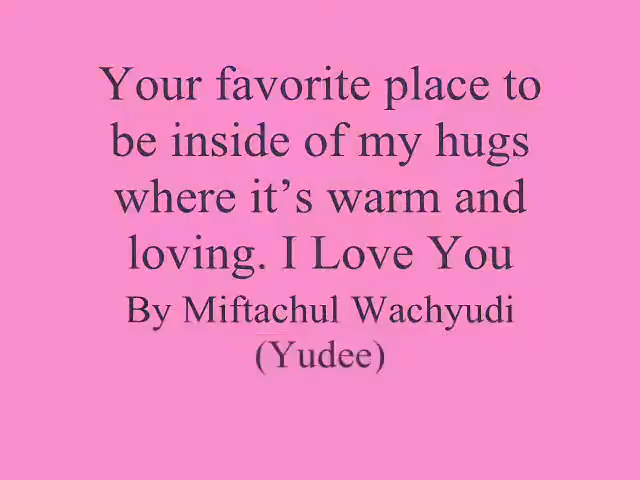 Your favorite place to
be inside of my hugs
where it’s warm and
loving. I Love You
By Miftachul Wachyudi
(Yudee)